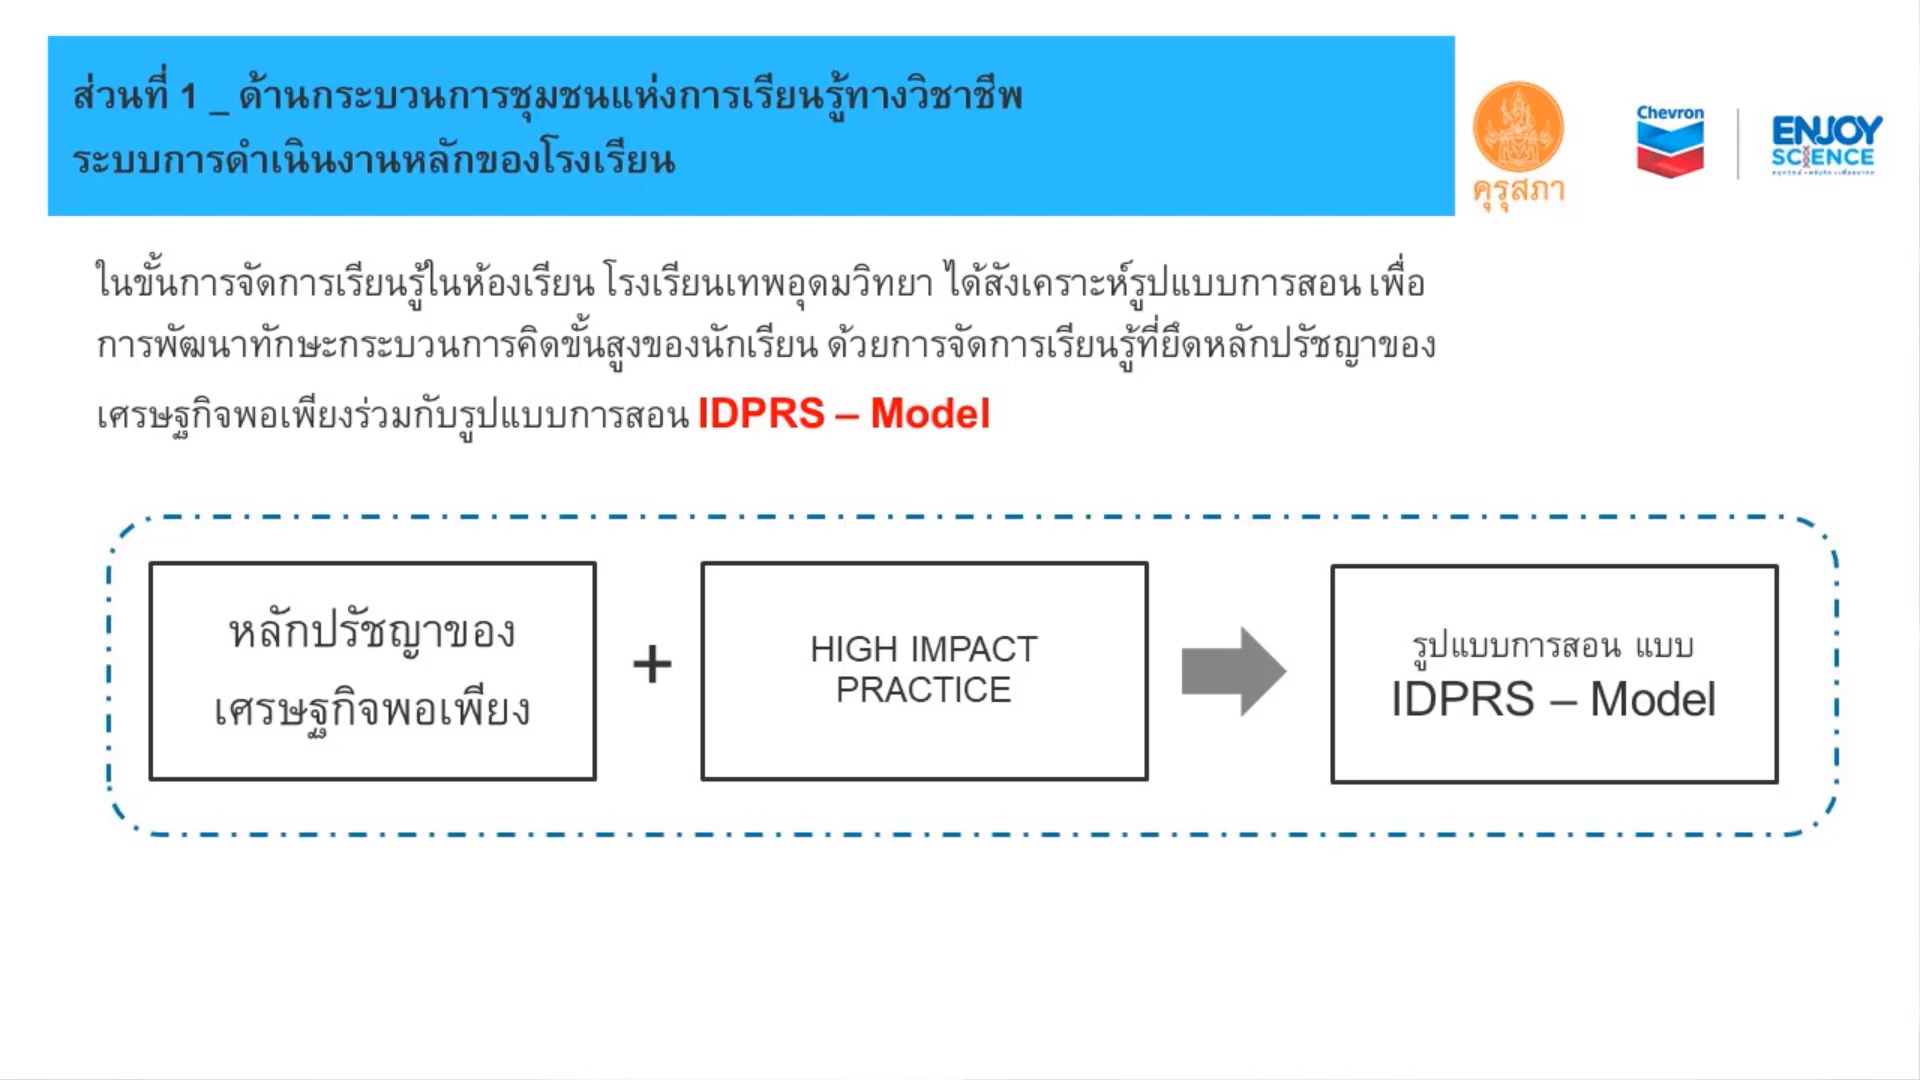 ส่วนที่ 1 _ ด้านกระบวนการชุมชนแห่งการเรียนรู้ทางวิชาชีพ
ระบบการดำเนินงานหลักของโรงเรียน
คุรุสภา
Chevron
ENJOY
SCIENCE
ในขั้นการจัดการเรียนรู้ในห้องเรียน โรงเรียนเทพอุดมวิทยา ได้สังเคราะห์รูปแบบการสอน เพื่อ
การพัฒนาทักษะกระบวนการคิดขั้นสูงของนักเรียน ด้วยการจัดการเรียนรู้ที่ยึดหลักปรัชญาของ
เศรษฐกิจพอเพียงร่วมกับรูปแบบการสอน IDPRS – Model
หลักปรัชญาของ
เศรษฐกิจพอเพียง
+
HIGH IMPACT
PRACTICE
รูปแบบการสอน แบบ
IDPRS – Model